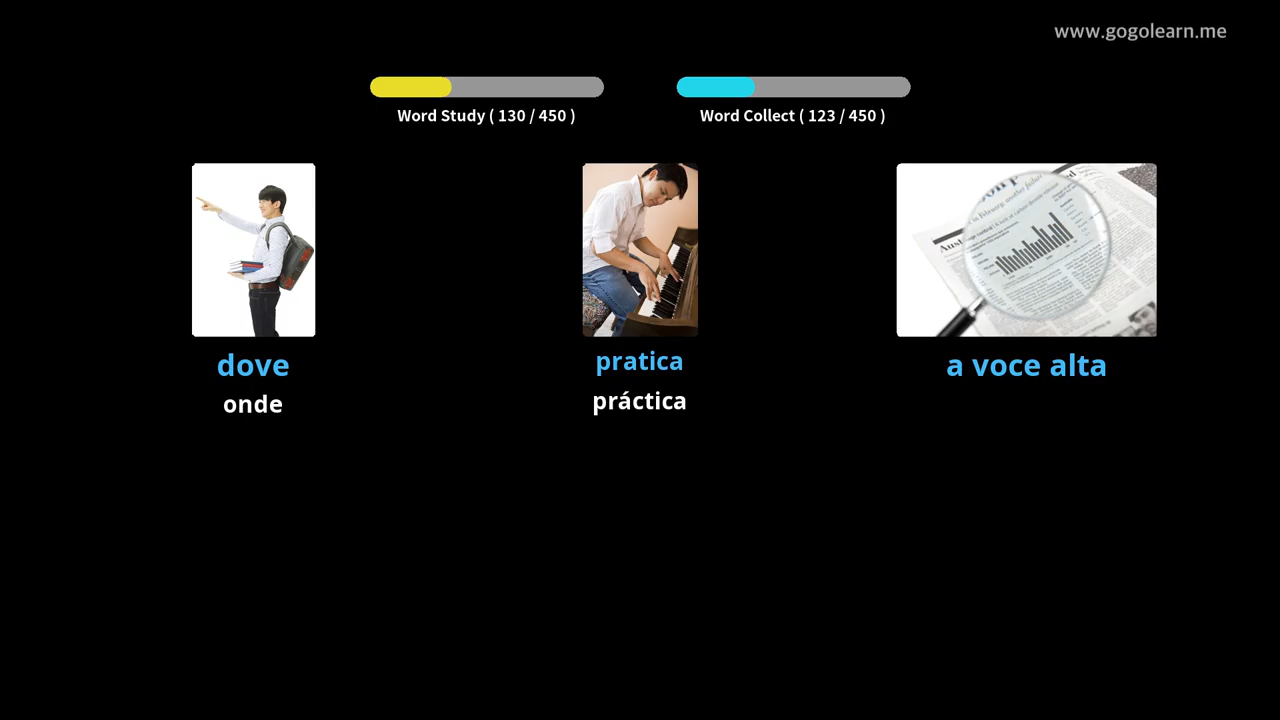 www.gogolearn.me
Word Study ( 130 / 450 )
Word Collect ( 123 / 450 )
dove
onde
pratica
práctica
a voce alta